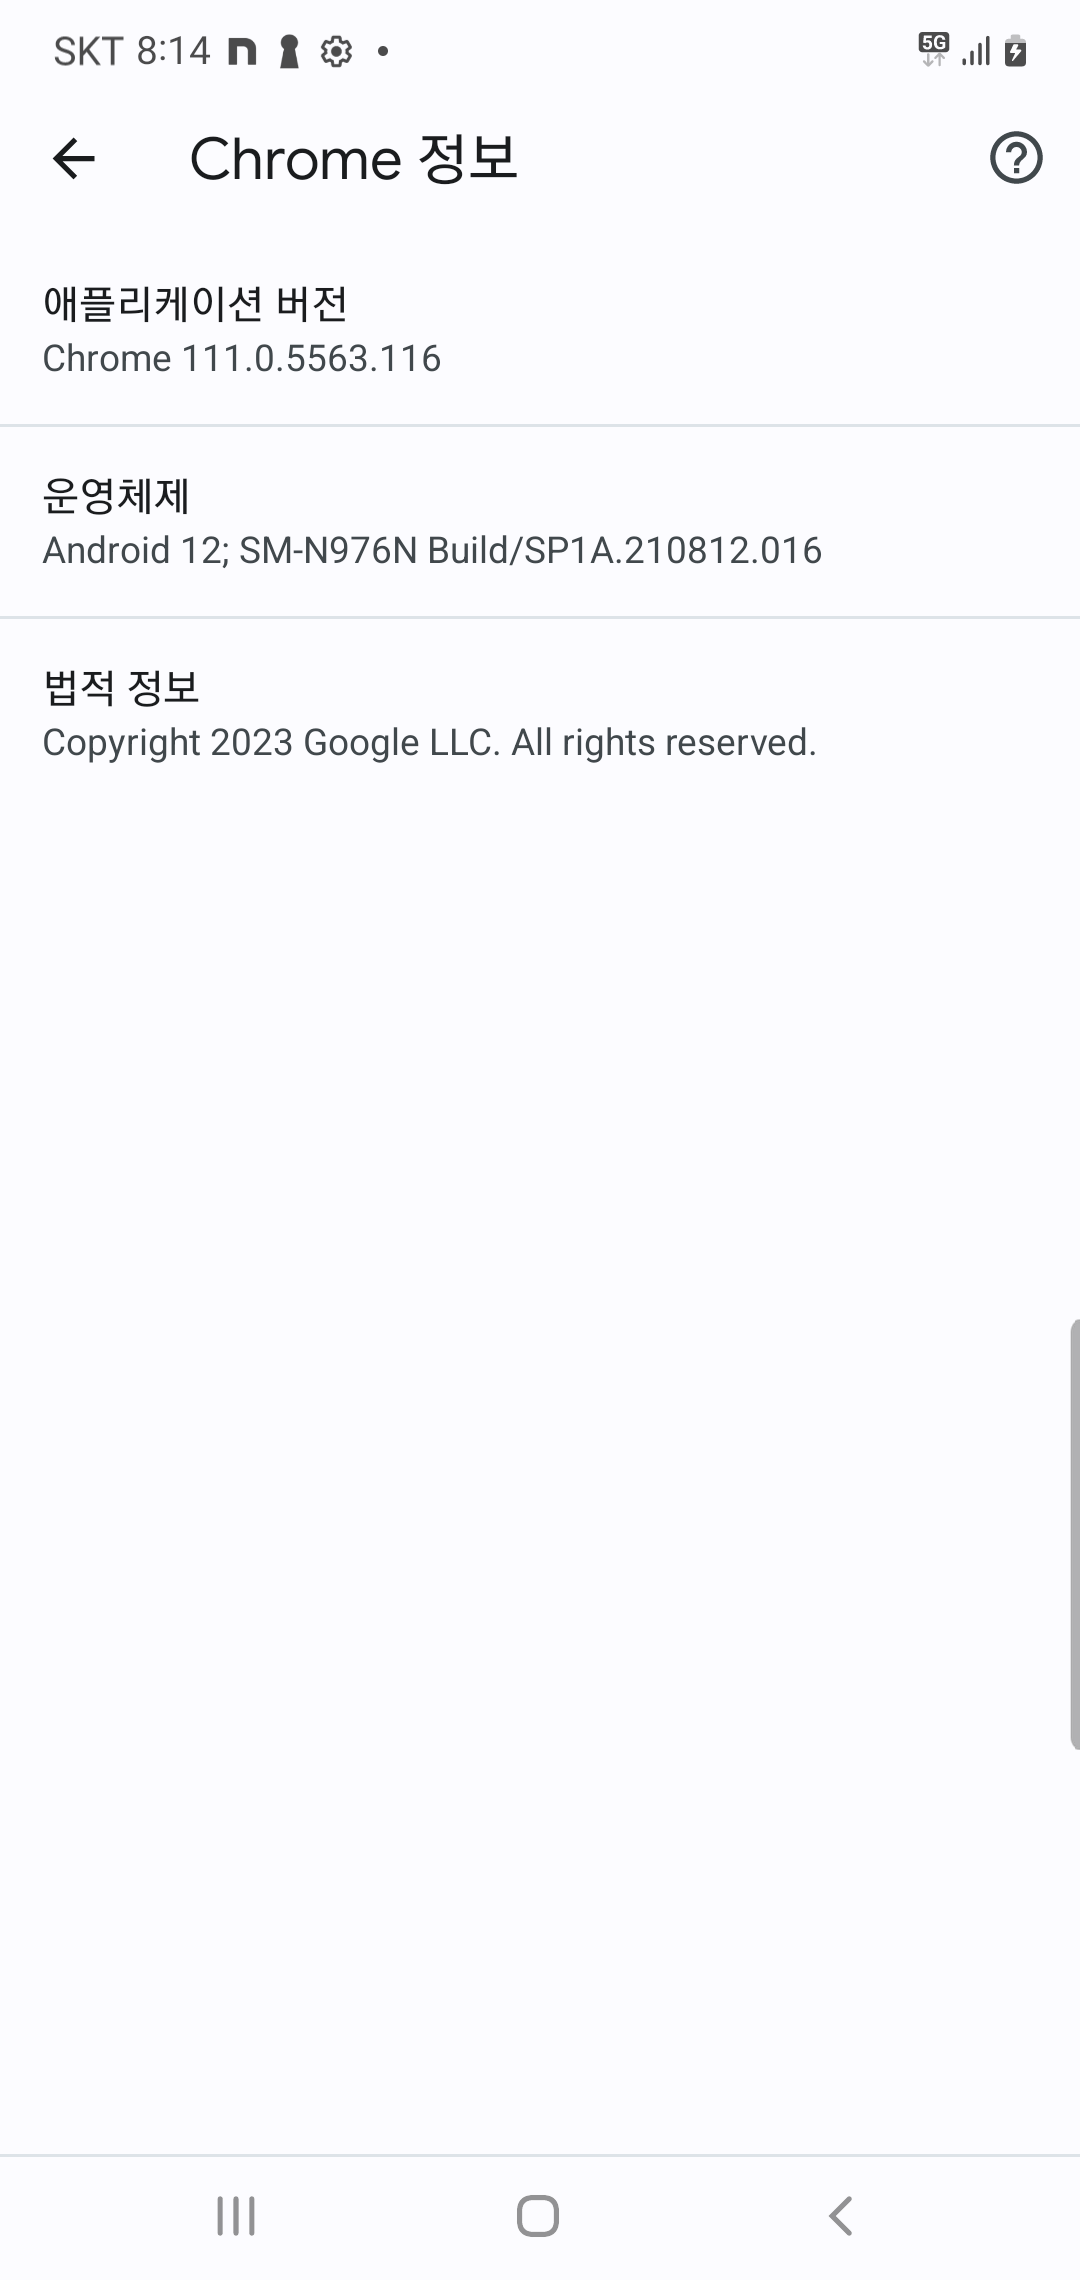 SKT 8:14
5G
Chrome 정보
애플리케이션 버전
Chrome 111.0.5563.116
운영체제
Android 12; SM-N976N Build/SP1A.210812.016
법적 정보
Copyright 2023 Google LLC. All rights reserved.